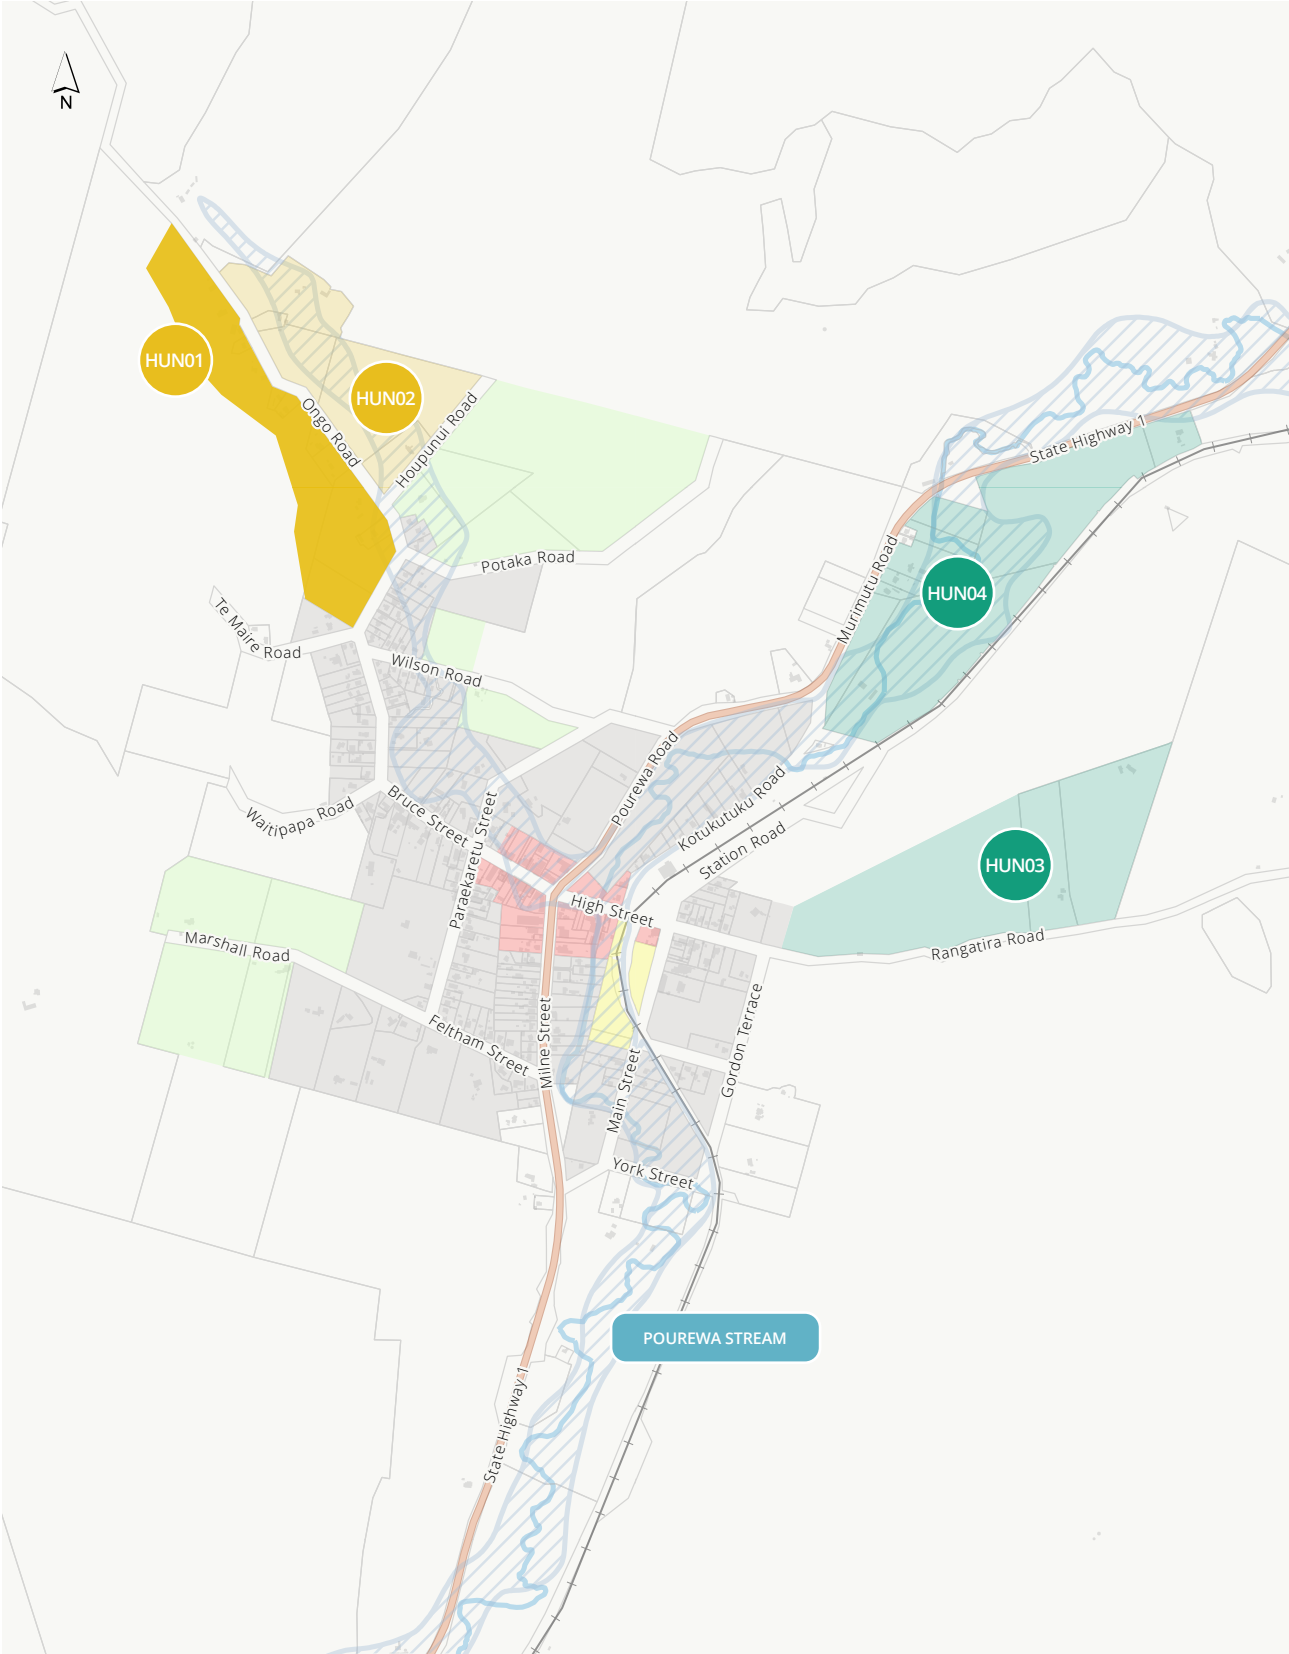 N
HUN01
HUN02
Ongo Road
Houpunui Road
State Highway 1
Potaka Road
Murimutu Road
HUN04
Te Maire Road
Wilson Road
Pourewa Road
Kotukutuku Road
Waitipapa Road
Bruce Street
Paraekaretu Street
Station Road
HUN03
High Street
Marshall Road
Rangatira Road
Feltham Street
Milne Street
Main Street
Gordon Terrace
York Street
POUREWA STREAM
State Highway 1